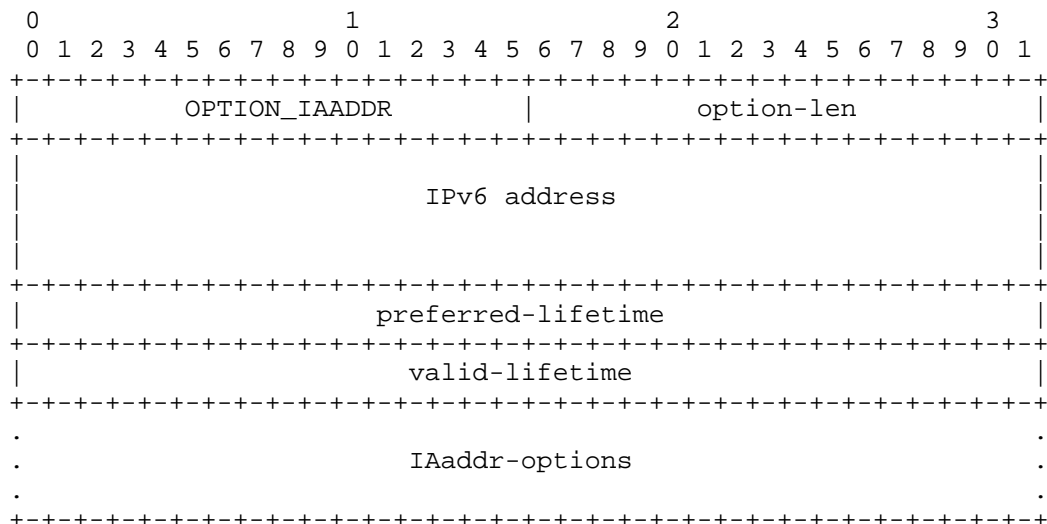 0                   1                   2                   3
 0 1 2 3 4 5 6 7 8 9 0 1 2 3 4 5 6 7 8 9 0 1 2 3 4 5 6 7 8 9 0 1
+-+-+-+-+-+-+-+-+-+-+-+-+-+-+-+-+-+-+-+-+-+-+-+-+-+-+-+-+-+-+-+-+
|          OPTION_IAADDR        |          option-len           |
+-+-+-+-+-+-+-+-+-+-+-+-+-+-+-+-+-+-+-+-+-+-+-+-+-+-+-+-+-+-+-+-+
|                                                               |
|                         IPv6 address                          |
|                                                               |
|                                                               |
+-+-+-+-+-+-+-+-+-+-+-+-+-+-+-+-+-+-+-+-+-+-+-+-+-+-+-+-+-+-+-+-+
|                      preferred-lifetime                       |
+-+-+-+-+-+-+-+-+-+-+-+-+-+-+-+-+-+-+-+-+-+-+-+-+-+-+-+-+-+-+-+-+
|                        valid-lifetime                         |
+-+-+-+-+-+-+-+-+-+-+-+-+-+-+-+-+-+-+-+-+-+-+-+-+-+-+-+-+-+-+-+-+
.                                                               .
.                        IAaddr-options                         .
.                                                               .
+-+-+-+-+-+-+-+-+-+-+-+-+-+-+-+-+-+-+-+-+-+-+-+-+-+-+-+-+-+-+-+-+